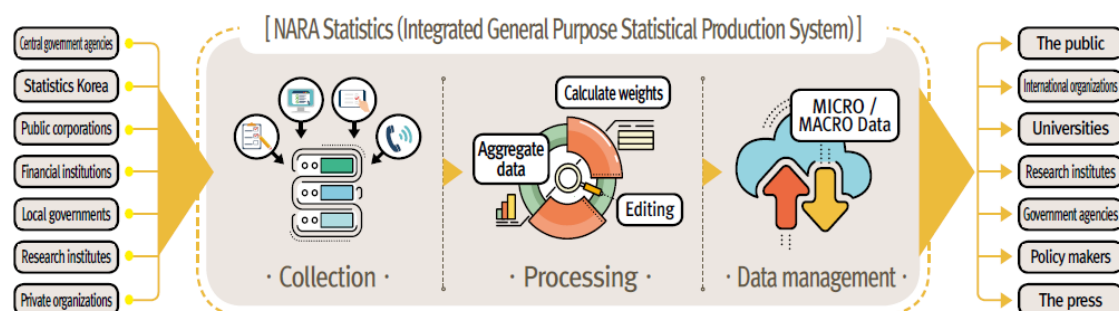 [ NARA Statistics (Integrated General Purpose Statistical Production System) ]
Central government agencies
Statistics Korea
Public corporations
Financial institutions
Local governments
Research institutes
Private organizations
Calculate weights
Aggregate
data
Editing
MICRO /
MACRO Data
· Collection ·
· Processing ·
· Data management ·
The public
International organizations
Universities
Research institutes
Government agencies
Policy makers
The press